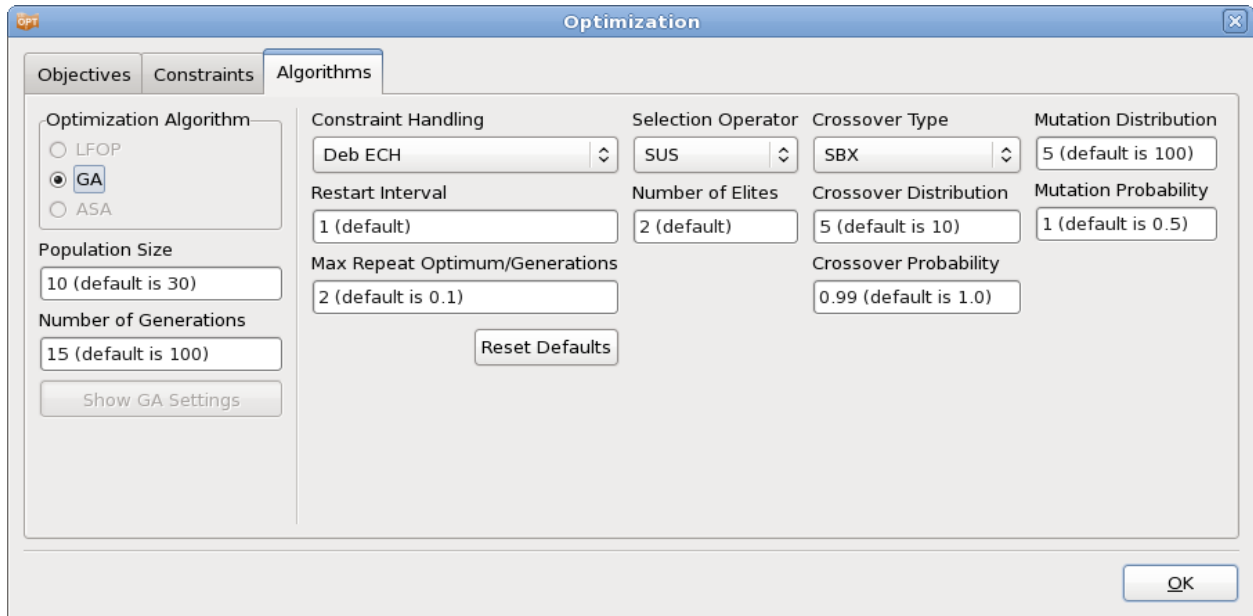 OPT
Optimization
Objectives
Constraints
Algorithms
Optimization Algorithm
LFOP
GA
ASA
Population Size
10 (default is 30)
Number of Generations
15 (default is 100)
Show GA Settings
Constraint Handling
Deb ECH
Restart Interval
1 (default)
Max Repeat Optimum/Generations
2 (default is 0.1)
Reset Defaults
Selection Operator
SUS
Number of Elites
2 (default)
Crossover Type
SBX
Crossover Distribution
5 (default is 10)
Crossover Probability
0.99 (default is 1.0)
Mutation Distribution
5 (default is 100)
Mutation Probability
1 (default is 0.5)
OK